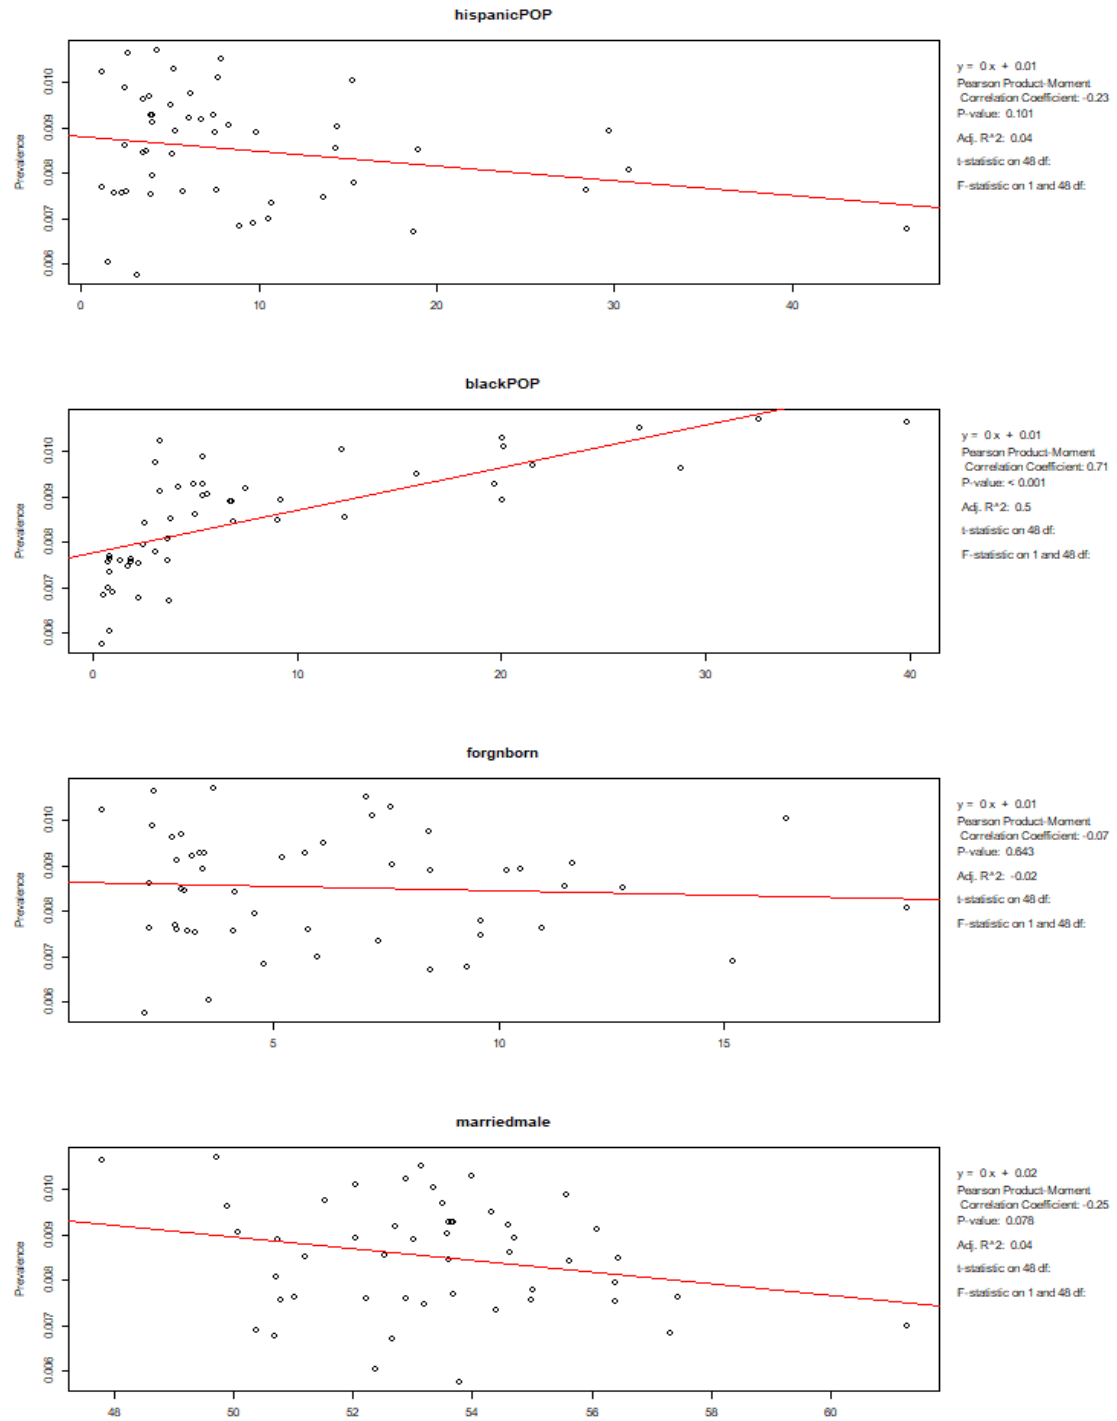 hispanicPOP
0.010
0.009
0.008
0.007
0.006
Prevalence
0
10
20
30
40
y = 0 x + 0.01
Pearson Product-Moment
Correlation Coefficient: -0.23
P-value: 0.101
Adj. R^2: 0.04
t-statistic on 48 df:
F-statistic on 1 and 48 df:
blackPOP
0.010
0.009
0.008
0.007
0.006
Prevalence
0
10
20
30
40
y = 0 x + 0.01
Pearson Product-Moment
Correlation Coefficient: 0.71
P-value: < 0.001
Adj. R^2: 0.5
t-statistic on 48 df:
F-statistic on 1 and 48 df:
forgnborn
0.010
0.009
0.008
0.007
0.006
Prevalence
5
10
15
y = 0 x + 0.01
Pearson Product-Moment
Correlation Coefficient: -0.07
P-value: 0.643
Adj. R^2: -0.02
t-statistic on 48 df:
F-statistic on 1 and 48 df:
marriedmale
0.010
0.009
0.008
0.007
0.006
Prevalence
48
50
52
54
56
58
60
y = 0 x + 0.02
Pearson Product-Moment
Correlation Coefficient: -0.25
P-value: 0.078
Adj. R^2: 0.04
t-statistic on 48 df:
F-statistic on 1 and 48 df: